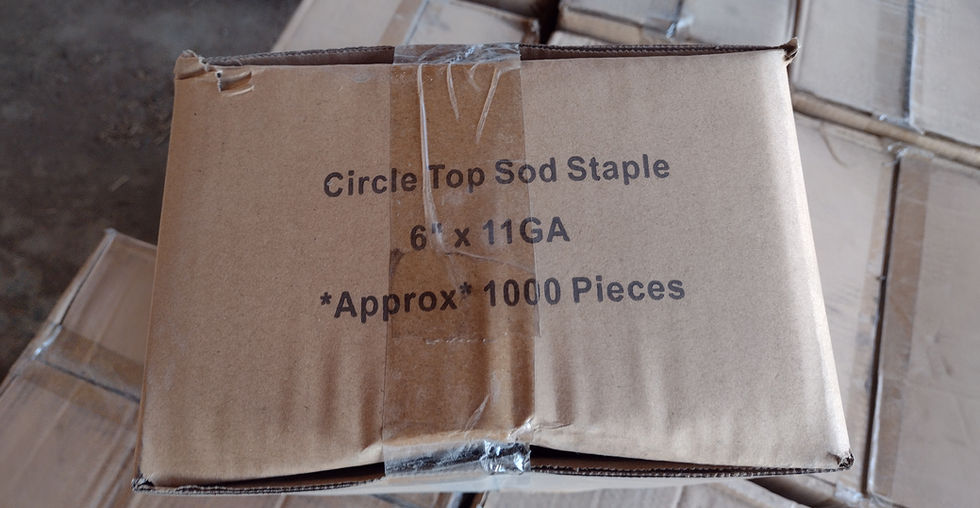 Circle Top Sod Staple
6" x 11GA
*Approx* 1000 Pieces